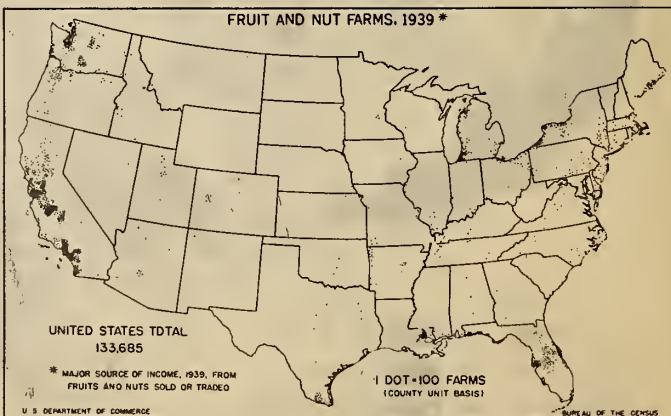 FRUIT AND NUT FARMS, 1939 *
UNITED STATES TOTAL
133,685
* MAJOR SOURCE OF INCOME, 1939, FROM
FRUITS AND NUTS SOLD OR TRADED
1 DOT=100 FARMS
(COUNTY UNIT BASIS)
U S DEPARTMENT OF COMMERCE
BUREAU OF THE CENSUS